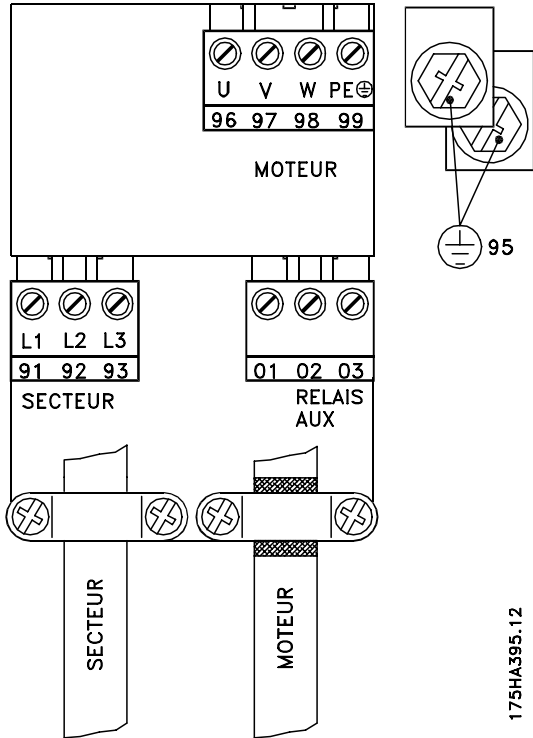 U V W PE
96 97 98 99
MOTEUR
95
L1 L2 L3
91 92 93
SECTEUR
01 02 03
RELAIS
AUX
SECTEUR
MOTEUR
175HA395.12